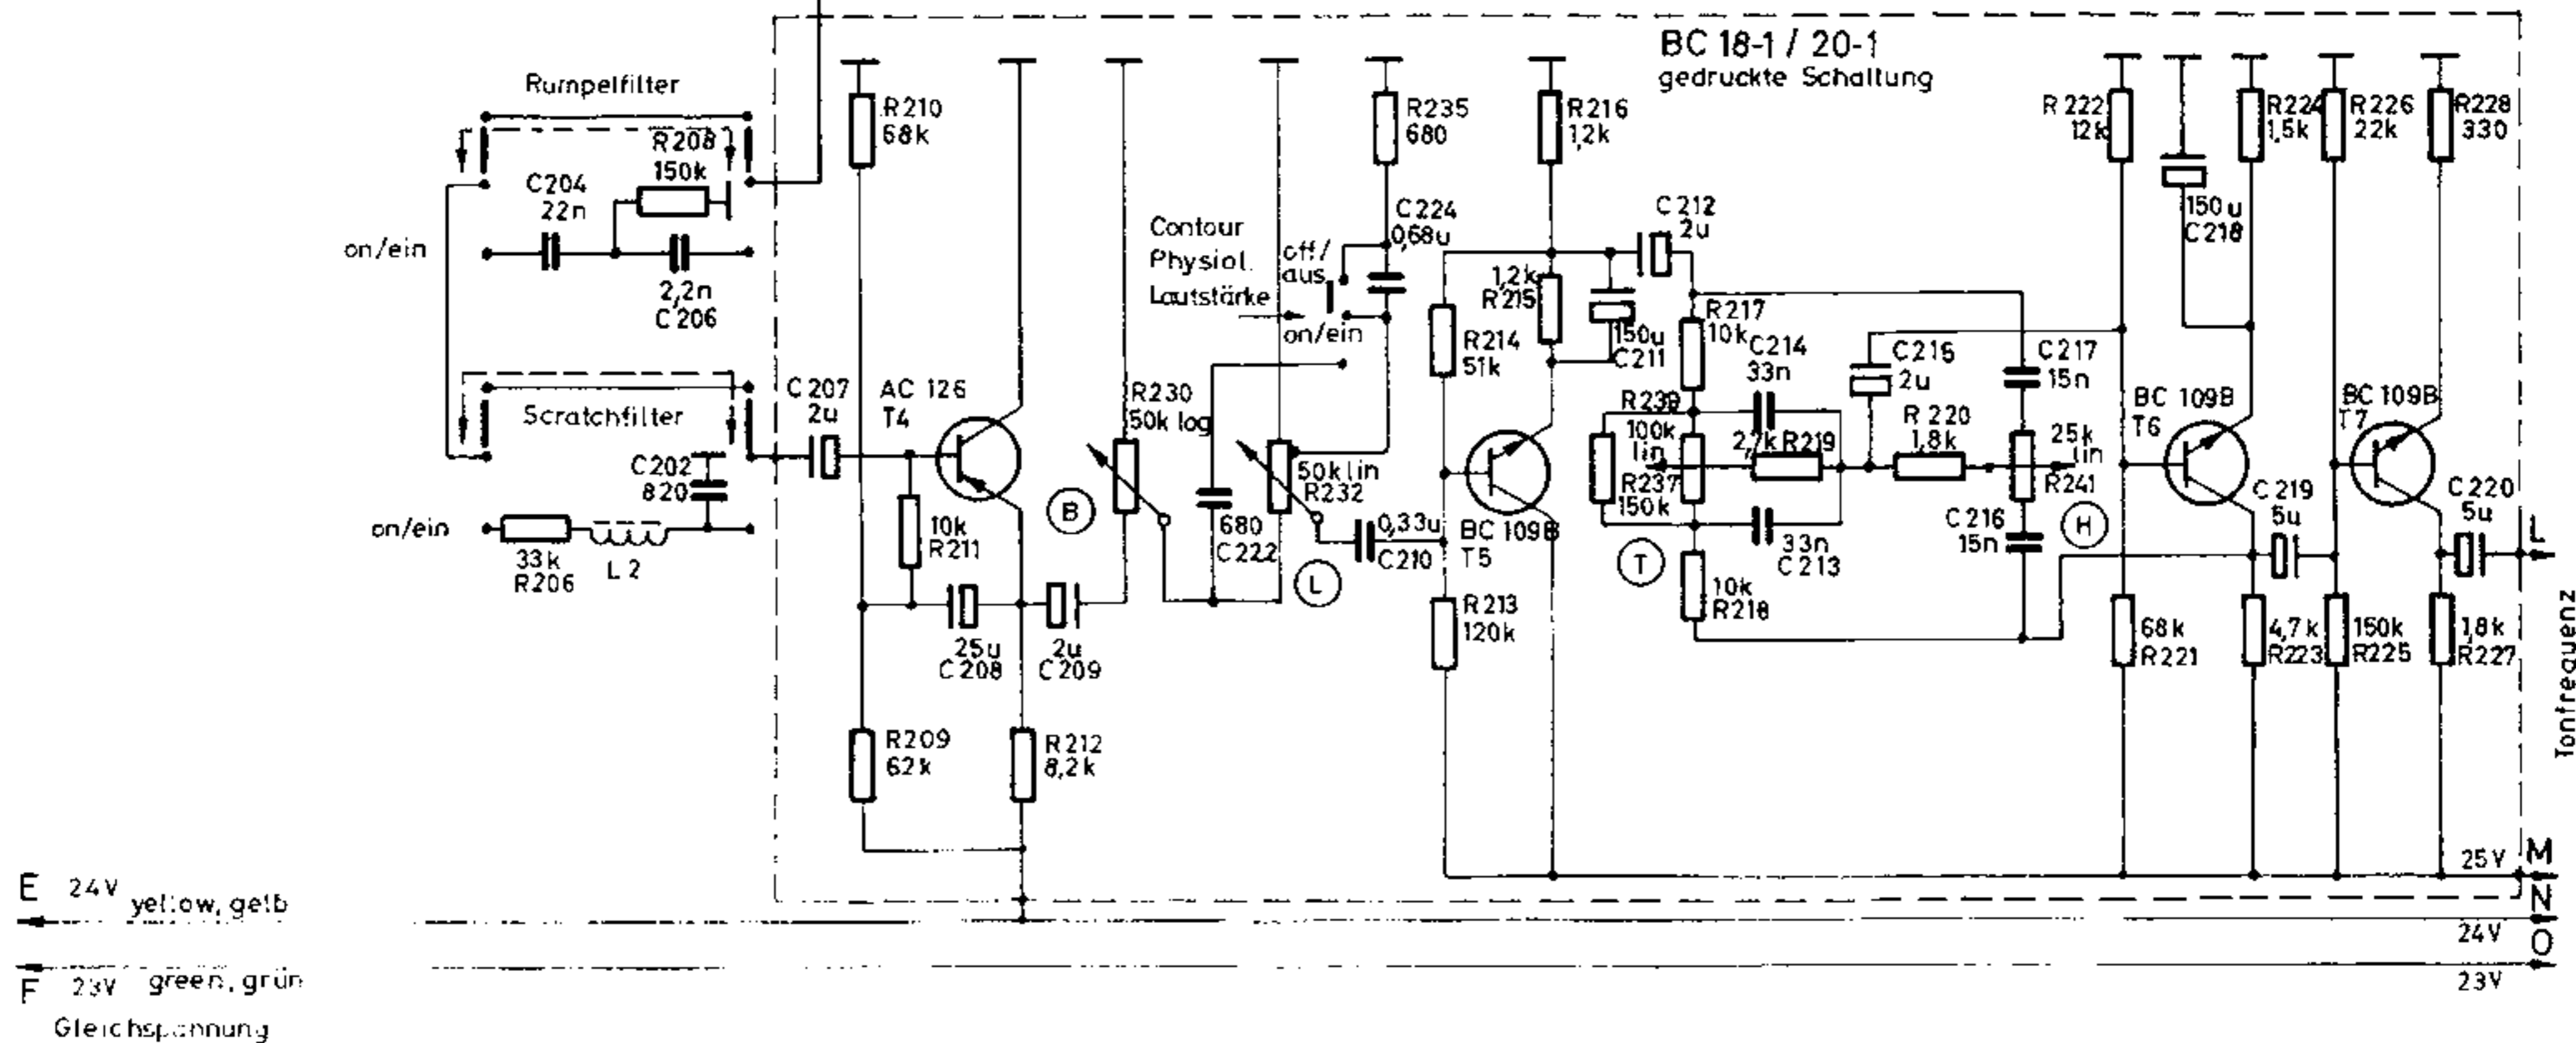 BC 18-1 / 20-1
gedruckte Schaltung
Rumpelfilter
R208
150k
C204
22n
on/ein
2,2n
C206
Scratchfilter
C202
820
on/ein
33k
R206
L2
C207
2u
AC 126
T4
R210
68k
10k
R211
25u
C208
2u
C209
R209
62k
R212
8,2k
B
R230
50k log
Contour
Physiol.
Lautstärke
off/
aus
on/ein
R235
680
C224
0,68u
680
C222
50k lin
R232
L
0,33u
C210
R216
1,2k
1,2k
R215
150u
C211
R214
51k
BC 109B
T5
R213
120k
C212
2u
R217
10k
C214
33n
R239
100k
lin
R237
150k
2,7k R219
33n
C213
T
10k
R218
C215
2u
R220
1,8k
C217
15n
25k
lin
R241
C216
15n
H
R222
12k
150u
C218
R224
1,5k
R226
22k
R228
330
BC 109B
T6
BC 109B
T7
C219
5u
C220
5u
L
68k
R221
4,7k
R223
150k
R225
1,8k
R227
Tonfrequenz
25V
M
N
24V
O
23V
E 24V yellow, gelb
F 23V green, grün
Gleichspannung